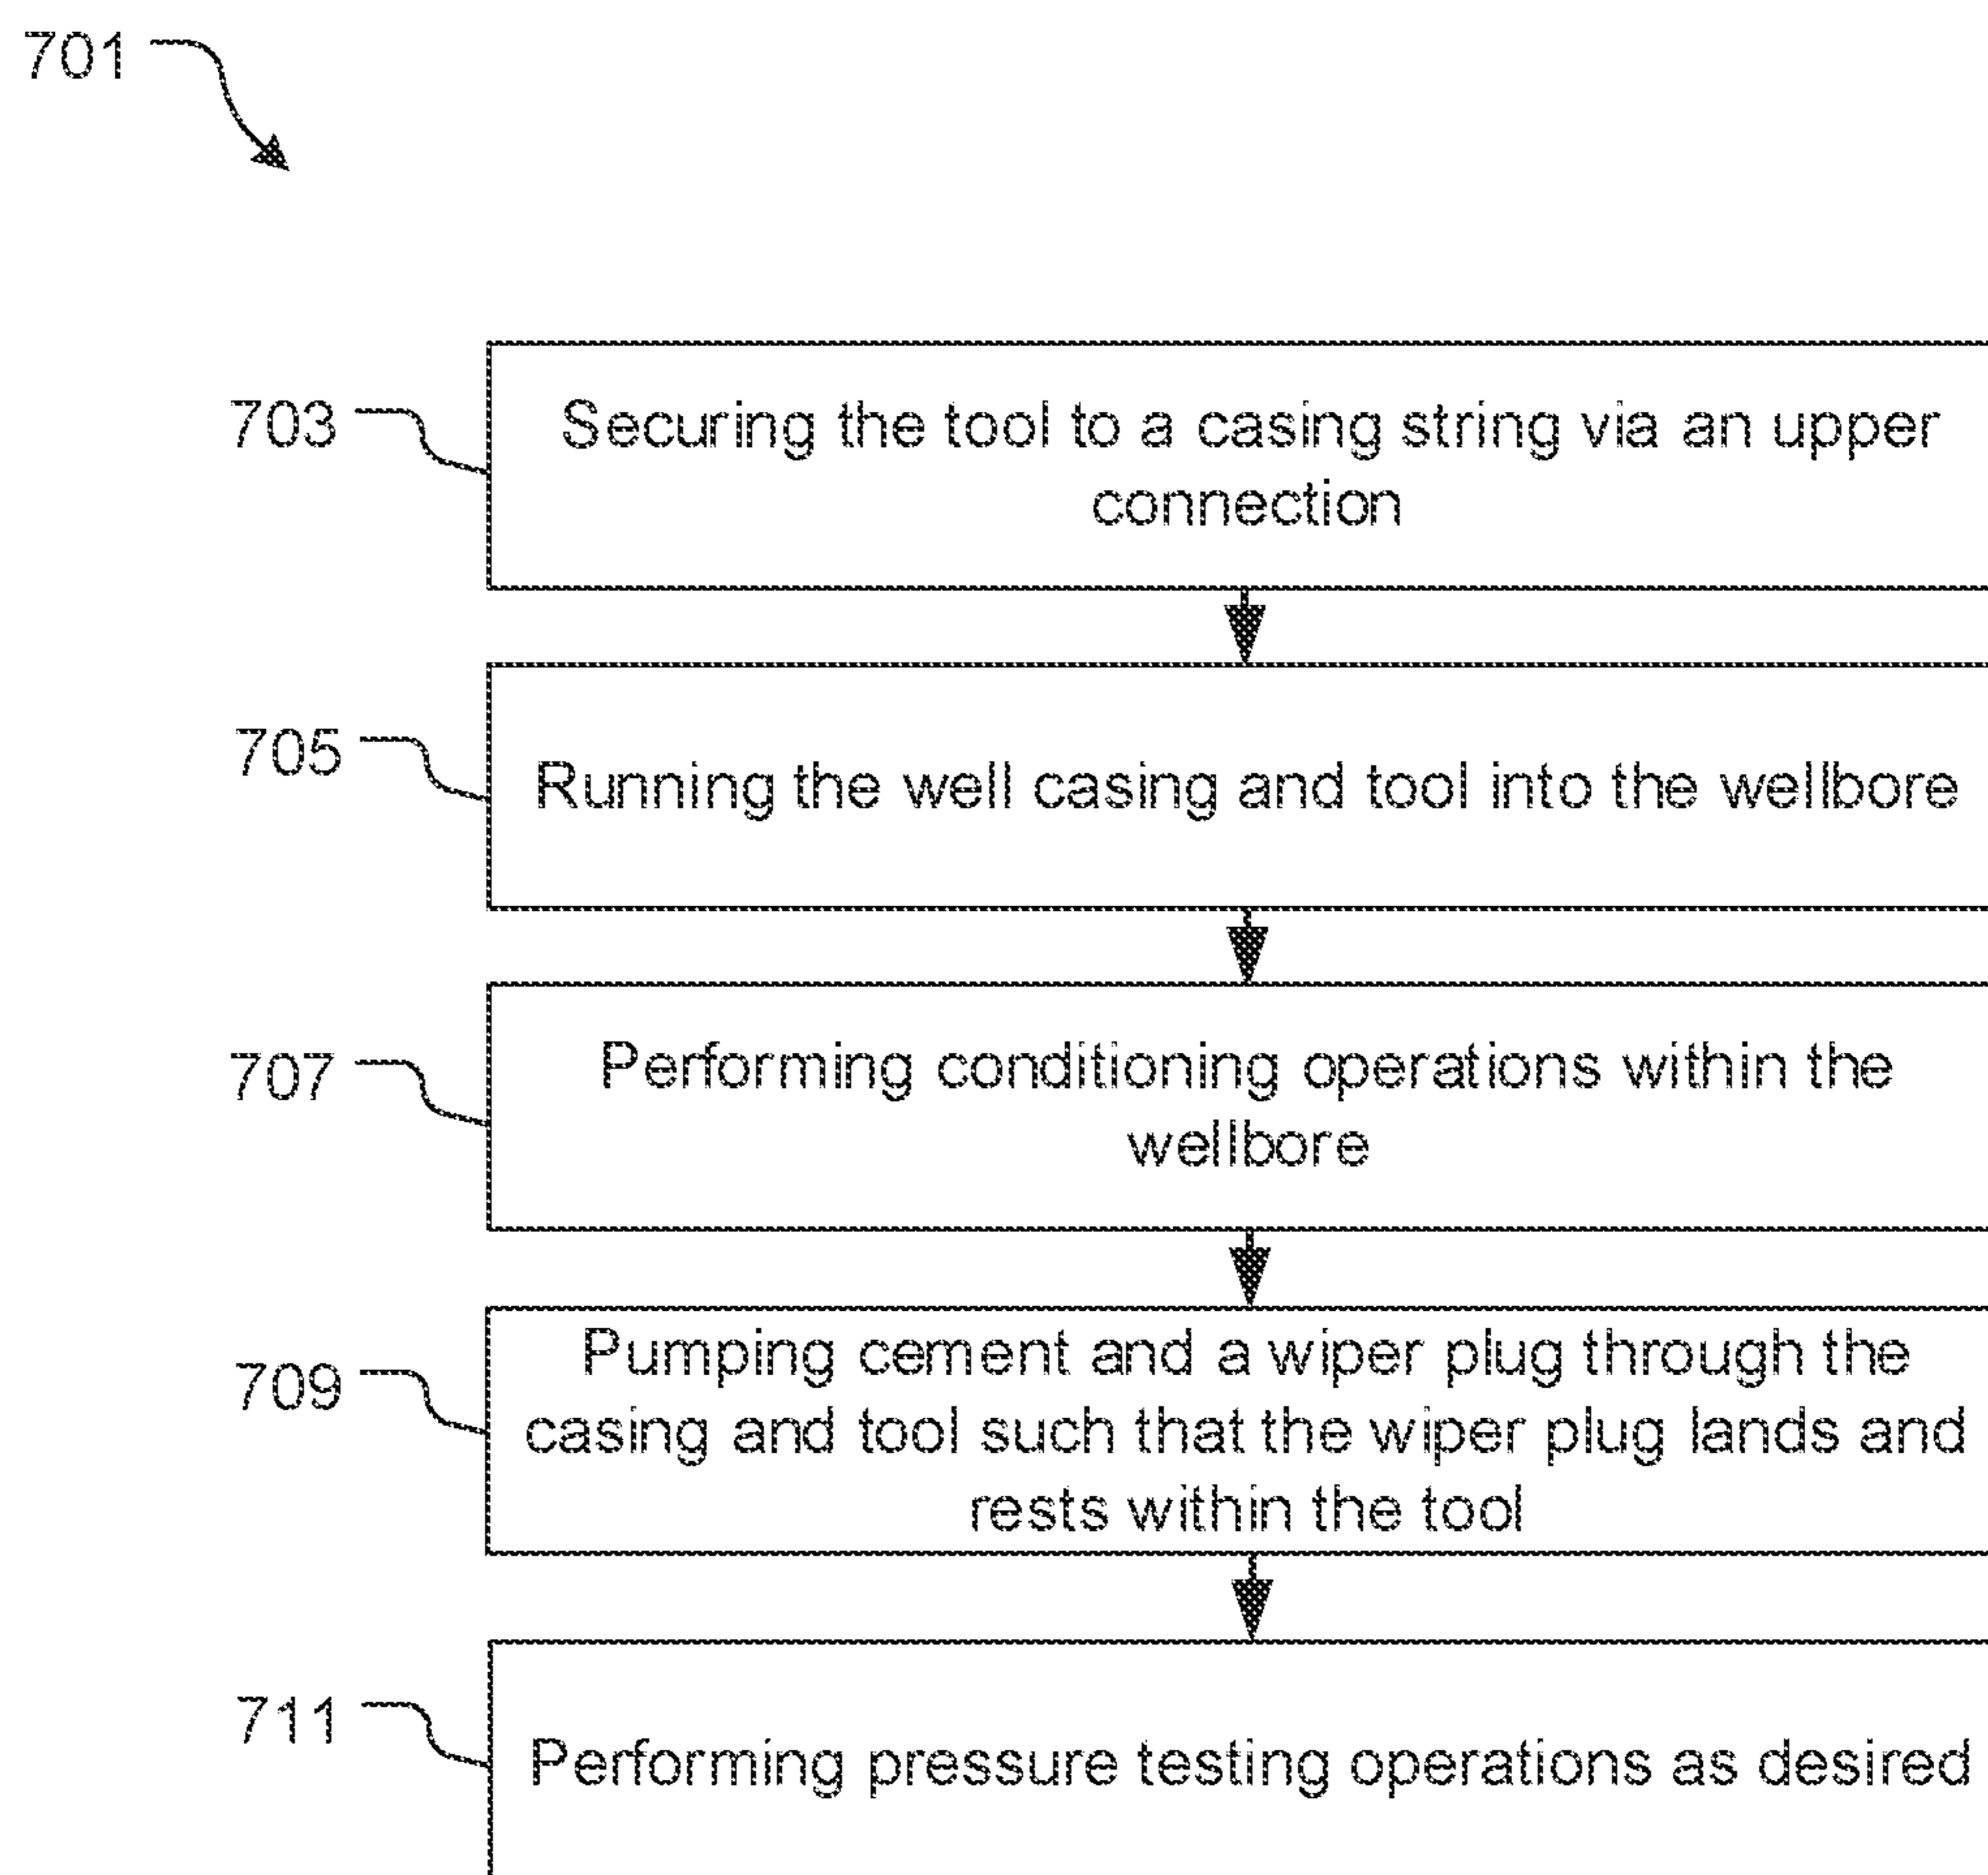 701
703
Securing the tool to a casing string via an upper
connection
705
Running the well casing and tool into the wellbore
707
Performing conditioning operations within the
wellbore
709
Pumping cement and a wiper plug through the
casing and tool such that the wiper plug lands and
rests within the tool
711
Performing pressure testing operations as desired